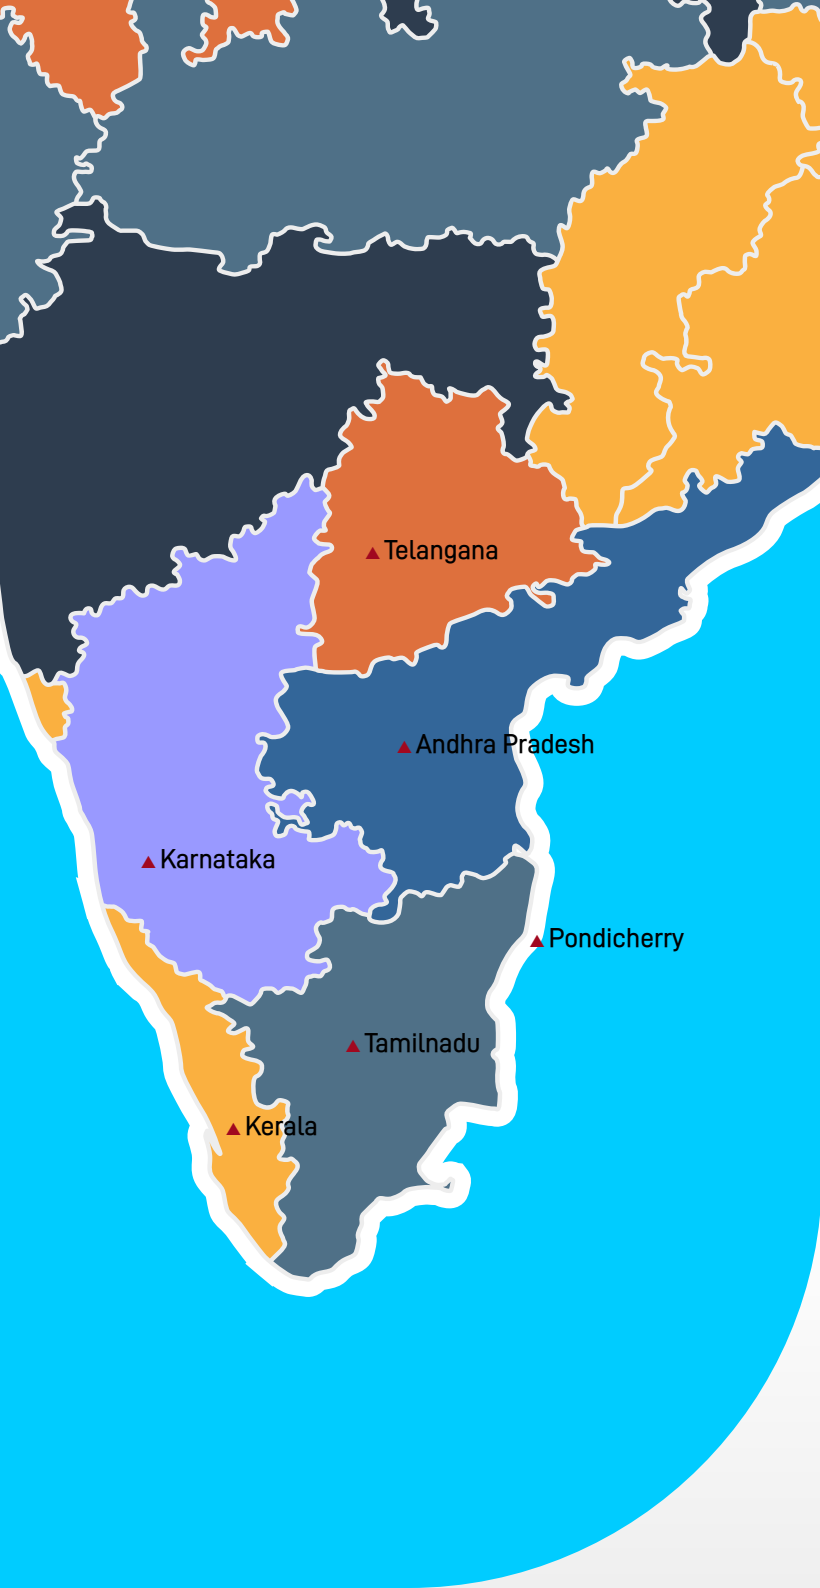 Telangana
Andhra Pradesh
Karnataka
Pondicherry
Tamilnadu
Kerala